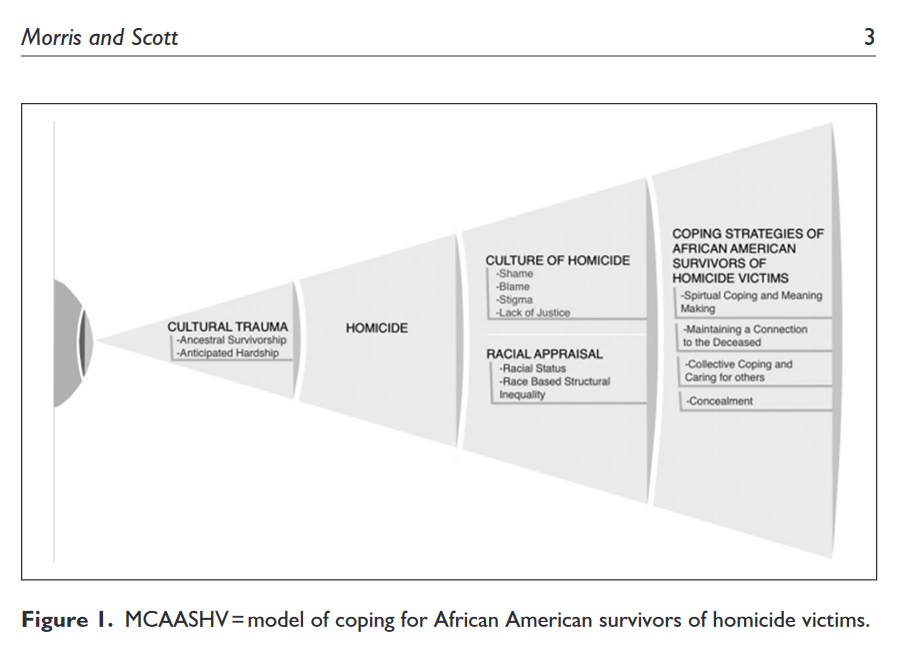 Morris and Scott 3
CULTURAL TRAUMA
-Ancestral Survivorship
-Anticipated Hardship
HOMICIDE
CULTURE OF HOMICIDE
-Shame
-Blame
-Stigma
-Lack of Justice
RACIAL APPRAISAL
-Racial Status
-Race Based Structural
Inequality
COPING STRATEGIES OF
AFRICAN AMERICAN
SURVIVORS OF
HOMICIDE VICTIMS
-Spirtual Coping and Meaning
Making
-Maintaining a Connection
to the Deceased
-Collective Coping and
Caring for others
-Concealment
Figure 1. MCAASHV = model of coping for African American survivors of homicide victims.